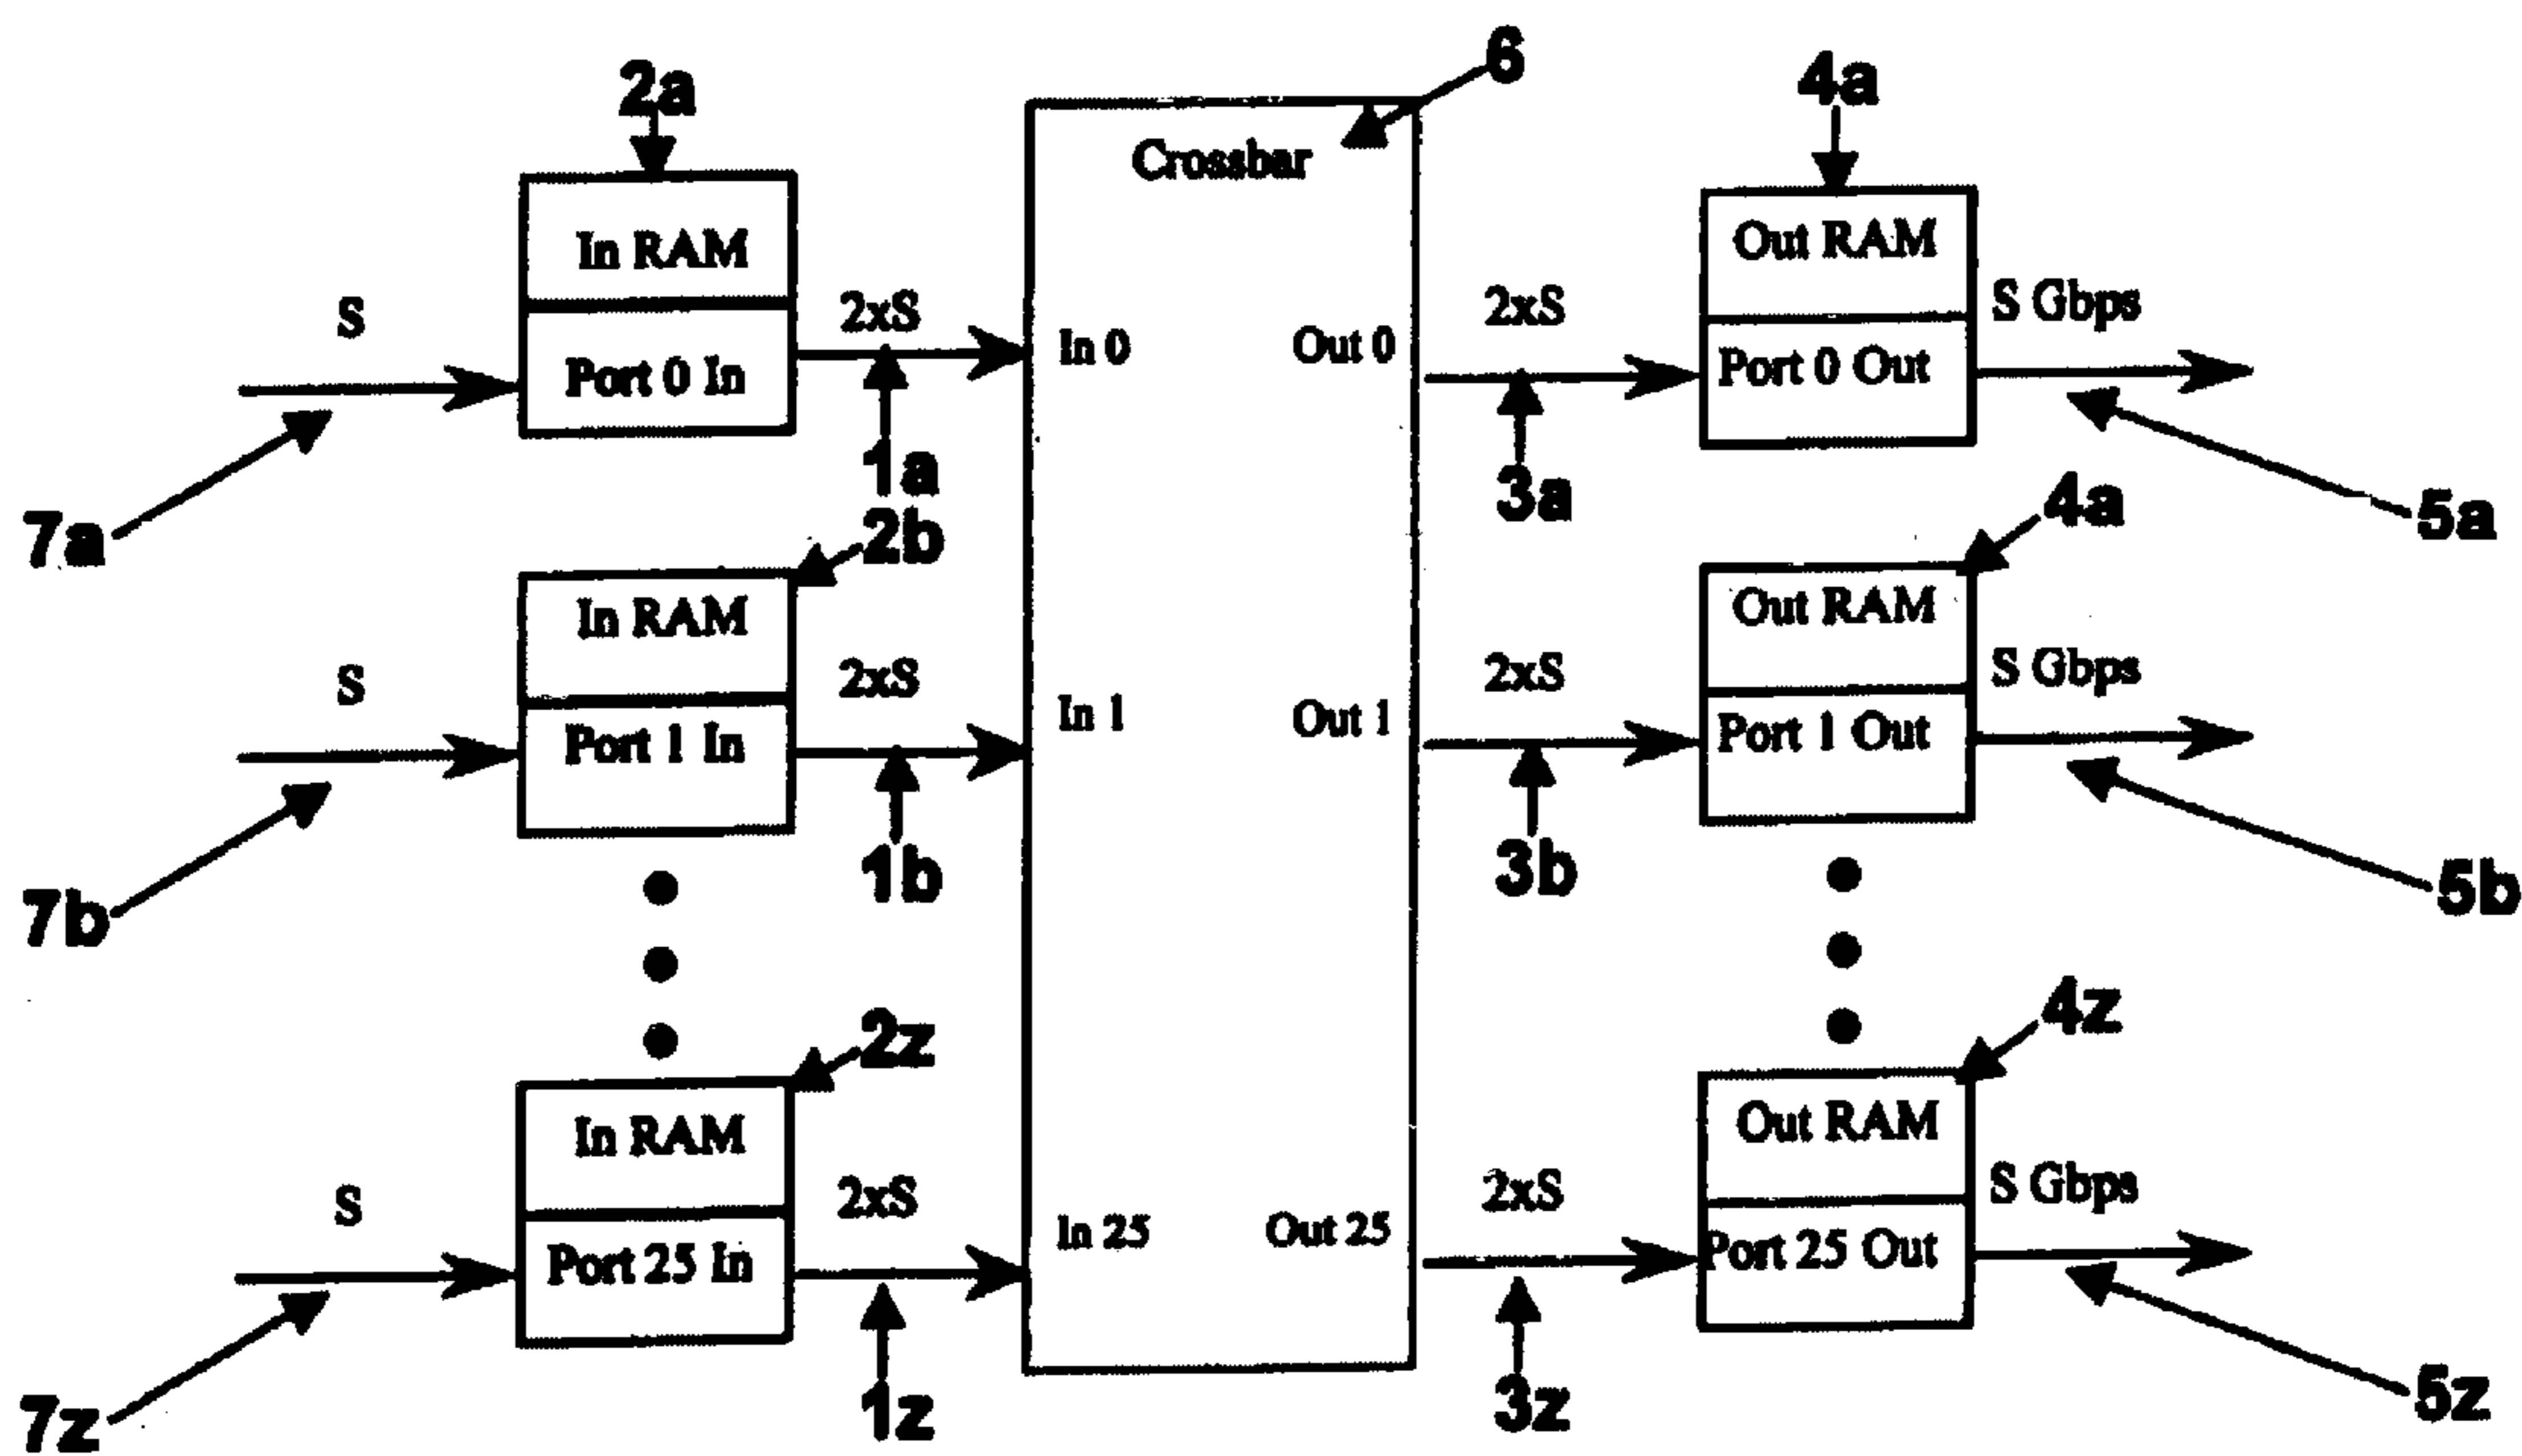 6
2a
4a
Crossbar
In RAM
Out RAM
S
2xS
2xS
S Gbps
Port 0 In
In 0
Out 0
Port 0 Out
1a
3a
7a
2b
4a
5a
In RAM
Out RAM
S
2xS
2xS
S Gbps
Port 1 In
In 1
Out 1
Port 1 Out
7b
1b
3b
5b
2z
4z
In RAM
Out RAM
S
2xS
2xS
S Gbps
Port 25 In
In 25
Out 25
Port 25 Out
7z
1z
3z
5z